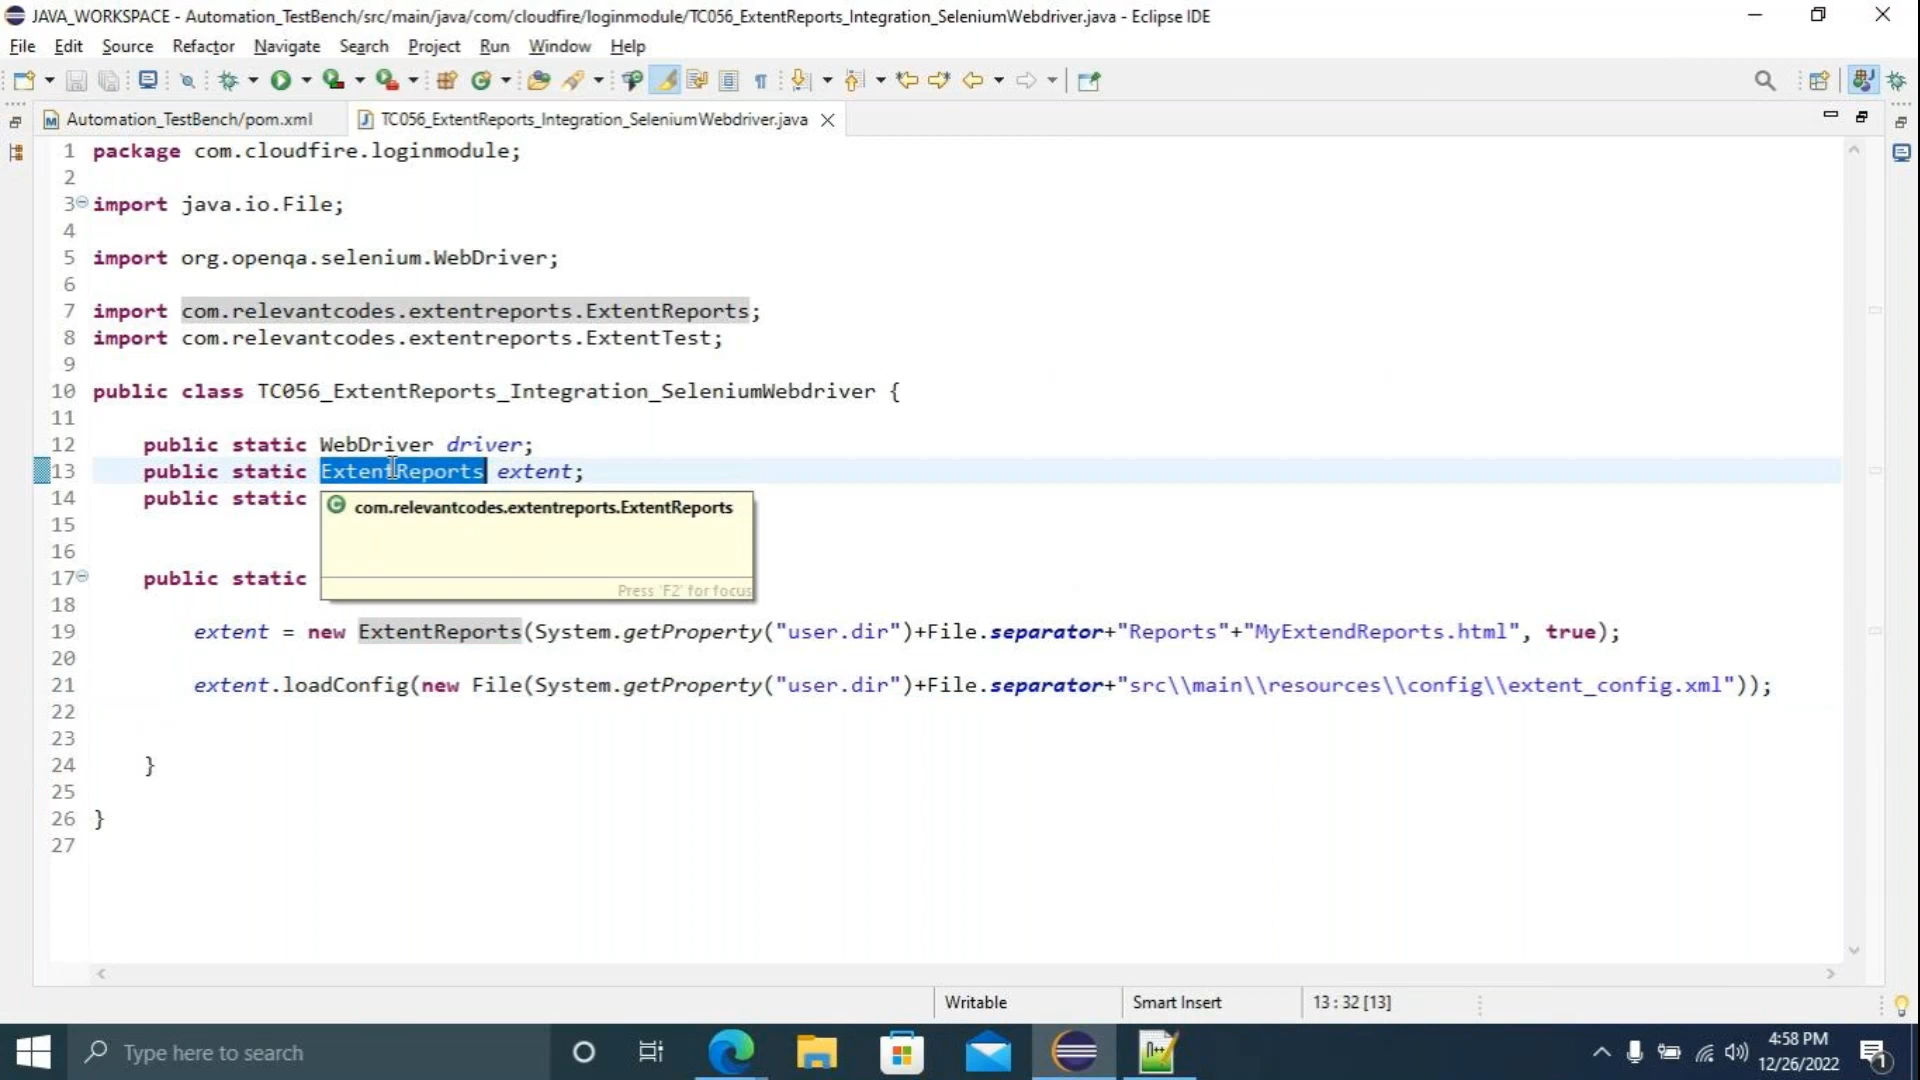 JAVA_WORKSPACE - Automation_TestBench/src/main/java/com/cloudfire/loginmodule/TC056_ExtentReports_Integration_SeleniumWebdriver.java - Eclipse IDE
File Edit Source Refactor Navigate Search Project Run Window Help
Automation_TestBench/pom.xml TC056_ExtentReports_Integration_SeleniumWebdriver.java
1 package com.cloudfire.loginmodule;
2
3 import java.io.File;
4
5 import org.openqa.selenium.WebDriver;
6
7 import com.relevantcodes.extentreports.ExtentReports;
8 import com.relevantcodes.extentreports.ExtentTest;
9
10 public class TC056_ExtentReports_Integration_SeleniumWebdriver {
11
12 public static WebDriver driver;
13 public static ExtentReports extent;
14 public static
com.relevantcodes.extentreports.ExtentReports
15
16
17 public static
Press 'F2' for focus
18
19 extent = new ExtentReports(System.getProperty("user.dir")+File.separator+"Reports"+"MyExtendReports.html", true);
20
21 extent.loadConfig(new File(System.getProperty("user.dir")+File.separator+"src\\main\\resources\\config\\extent_config.xml"));
22
23
24 }
25
26 }
27
Writable Smart Insert 13 : 32 [13]
Type here to search
4:58 PM
12/26/2022
1